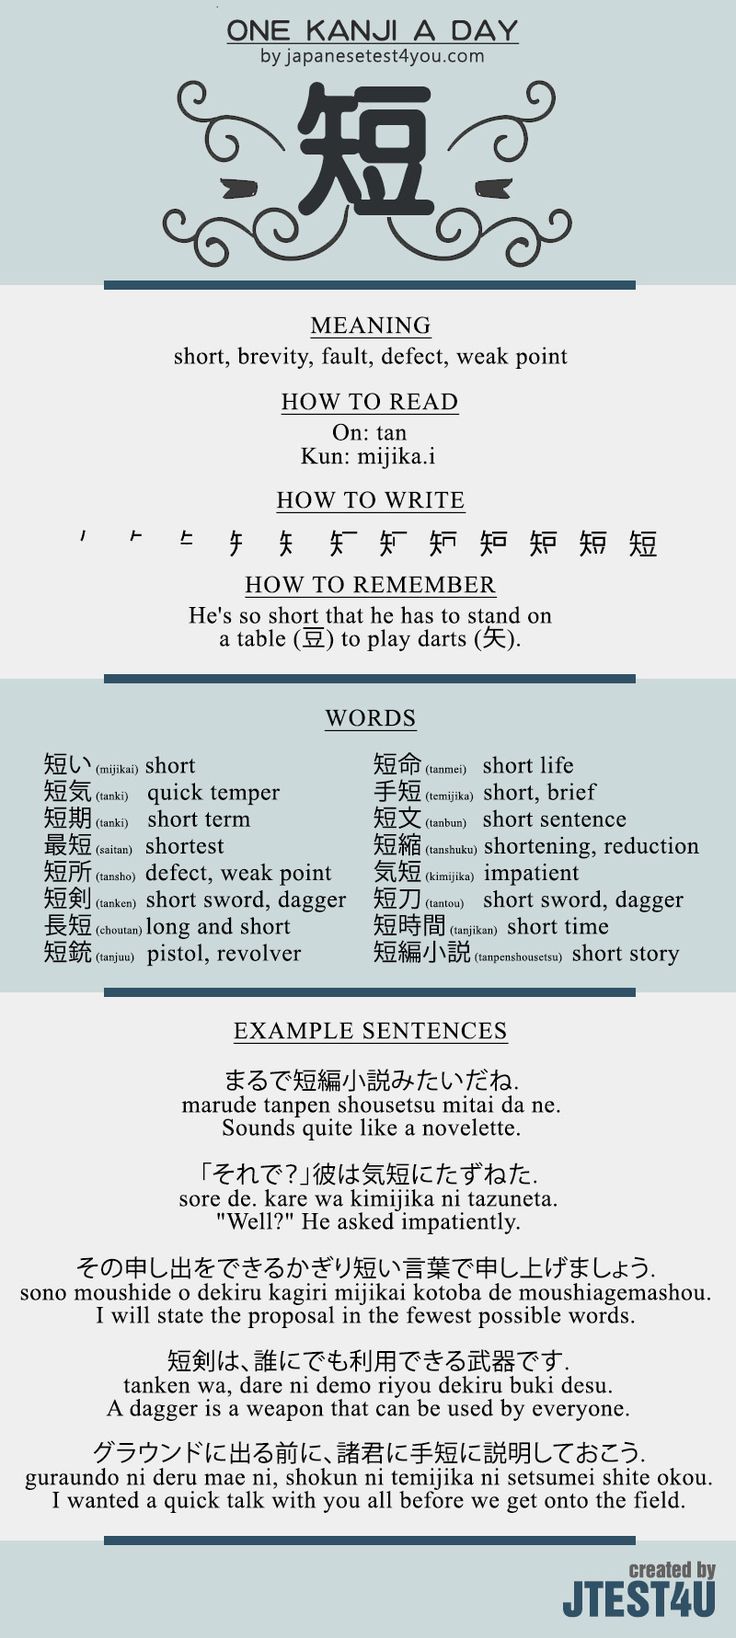 ONE KANJI A DAY
by japanesetest4you.com
短
MEANING
short, brevity, fault, defect, weak point
HOW TO READ
On: tan
Kun: mijika.i
HOW TO WRITE
短
HOW TO REMEMBER
He's so short that he has to stand on
a table (豆) to play darts (矢).
WORDS
短い (mijikai) short
短気 (tanki) quick temper
短期 (tanki) short term
最短 (saitan) shortest
短所 (tansho) defect, weak point
短剣 (tanken) short sword, dagger
長短 (choutan) long and short
短銃 (tanjuu) pistol, revolver
短命 (tanmei) short life
手短 (temijika) short, brief
短文 (tanbun) short sentence
短縮 (tanshuku) shortening, reduction
気短 (kimijika) impatient
短刀 (tantou) short sword, dagger
短時間 (tanjikan) short time
短編小説 (tanpenshousetsu) short story
EXAMPLE SENTENCES
まるで短編小説みたいだね.
marude tanpen shousetsu mitai da ne.
Sounds quite like a novelette.
「それで？」彼は気短にたずねた.
sore de. kare wa kimijika ni tazuneta.
"Well?" He asked impatiently.
その申し出をできるかぎり短い言葉で申し上げましょう.
sono moushide o dekiru kagiri mijikai kotoba de moushiagemashou.
I will state the proposal in the fewest possible words.
短剣は、誰にでも利用できる武器です.
tanken wa, dare ni demo riyou dekiru buki desu.
A dagger is a weapon that can be used by everyone.
グラウンドに出る前に、諸君に手短に説明しておこう.
guraundo ni deru mae ni, shokun ni temijika ni setsumei shite okou.
I wanted a quick talk with you all before we get onto the field.
created by
JTEST4U